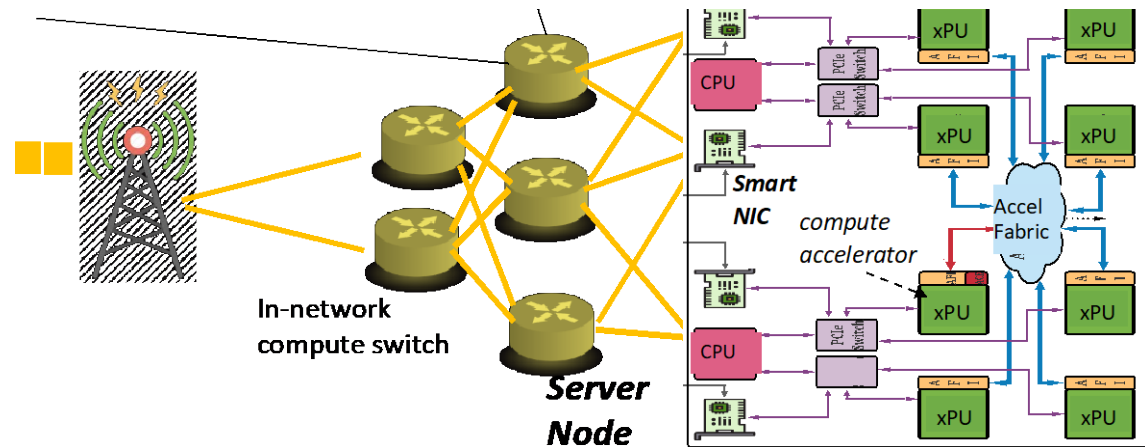 xPU
A F I
xPU
A F I
CPU
PCIe
Switch
PCIe
Switch
xPU
A F I
xPU
A F I
Smart
NIC
Accel
Fabric
A
compute
accelerator
In-network
compute switch
AFI
xPU
xPU
A F I
CPU
PCIe
Switch
Server
Node
A F I
xPU
A F I
xPU